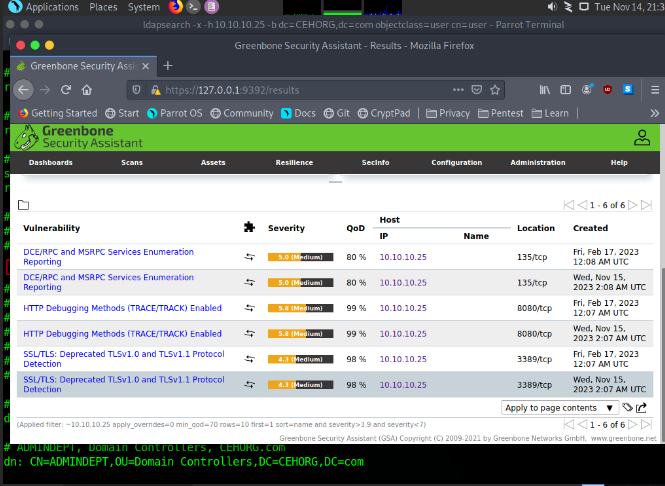 Applications Places System Tue Nov 14, 21:3
ldapsearch -x -h 10.10.10.25 -b dc=CEHORG,dc=com objectclass=user cn=user - Parrot Terminal
Greenbone Security Assistant - Results - Mozilla Firefox
Greenbone Security Assis
https://127.0.0.1:9392/results
Getting Started Start Parrot OS Community Docs Git CryptPad Privacy Pentest Learn
Greenbone
Security Assistant
Dashboards Scans Assets Resilience SecInfo Configuration Administration Help
1 - 6 of 6
Vulnerability Severity QoD Host Location Created
IP Name
DCE/RPC and MSRPC Services Enumeration
Reporting
5.0 (Medium) 80 % 10.10.10.25 135/tcp Fri, Feb 17, 2023
12:08 AM UTC
DCE/RPC and MSRPC Services Enumeration
Reporting
5.0 (Medium) 80 % 10.10.10.25 135/tcp Wed, Nov 15,
2023 2:08 AM UTC
HTTP Debugging Methods (TRACE/TRACK) Enabled 5.8 (Medium) 99 % 10.10.10.25 8080/tcp Fri, Feb 17, 2023
12:07 AM UTC
HTTP Debugging Methods (TRACE/TRACK) Enabled 5.8 (Medium) 99 % 10.10.10.25 8080/tcp Wed, Nov 15,
2023 2:07 AM UTC
SSL/TLS: Deprecated TLSv1.0 and TLSv1.1 Protocol
Detection
4.3 (Medium) 98 % 10.10.10.25 3389/tcp Fri, Feb 17, 2023
12:07 AM UTC
SSL/TLS: Deprecated TLSv1.0 and TLSv1.1 Protocol
Detection
4.3 (Medium) 98 % 10.10.10.25 3389/tcp Wed, Nov 15,
2023 2:07 AM UTC
Apply to page contents
(Applied filter: ~10.10.10.25 apply_overrides=0 min_qod=70 rows=10 first=1 sort=name and severity>3.9 and severity<7) 1 - 6 of 6
Greenbone Security Assistant (GSA) Copyright (C) 2009-2021 by Greenbone Networks GmbH, www.greenbone.net
# ADMINDEPT, Domain Controllers, CEHORG.com
dn: CN=ADMINDEPT,OU=Domain Controllers,DC=CEHORG,DC=com